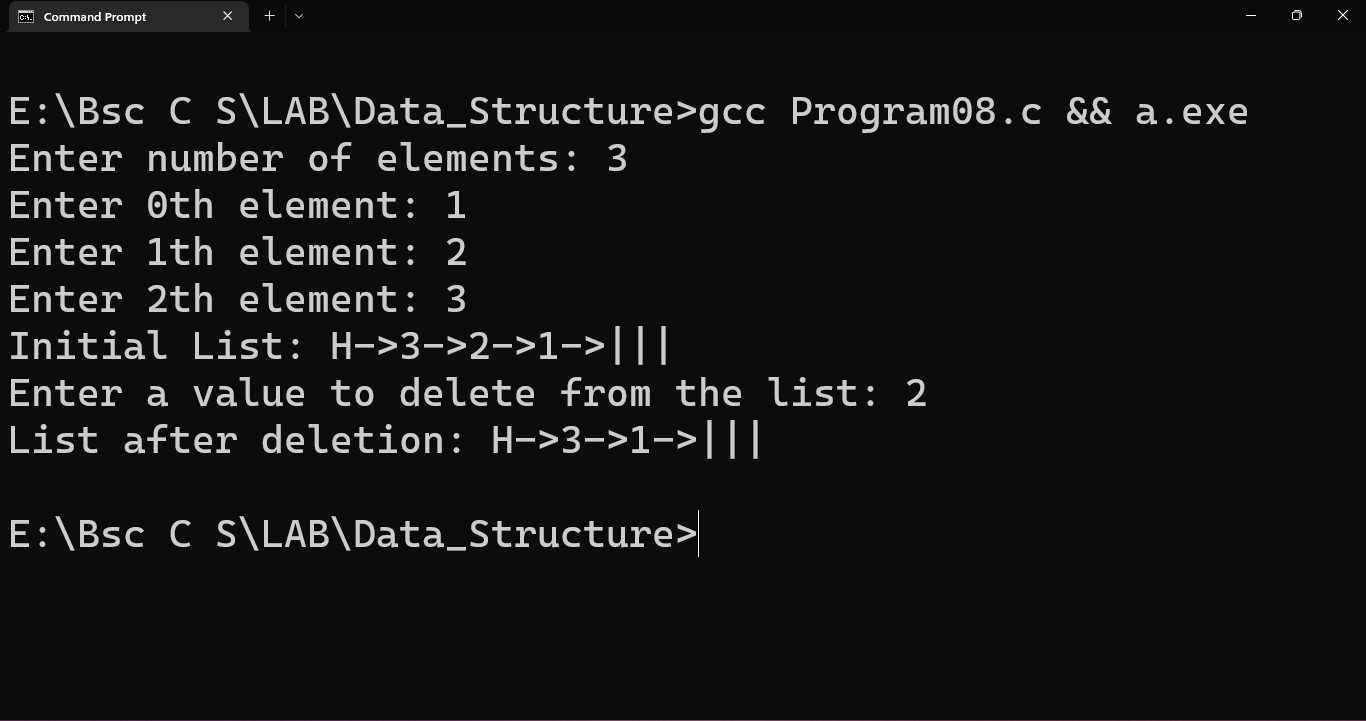 Command Prompt
E:\Bsc C S\LAB\Data_Structure>gcc Program08.c && a.exe
Enter number of elements: 3
Enter 0th element: 1
Enter 1th element: 2
Enter 2th element: 3
Initial List: H->3->2->1->|||
Enter a value to delete from the list: 2
List after deletion: H->3->1->|||
E:\Bsc C S\LAB\Data_Structure>